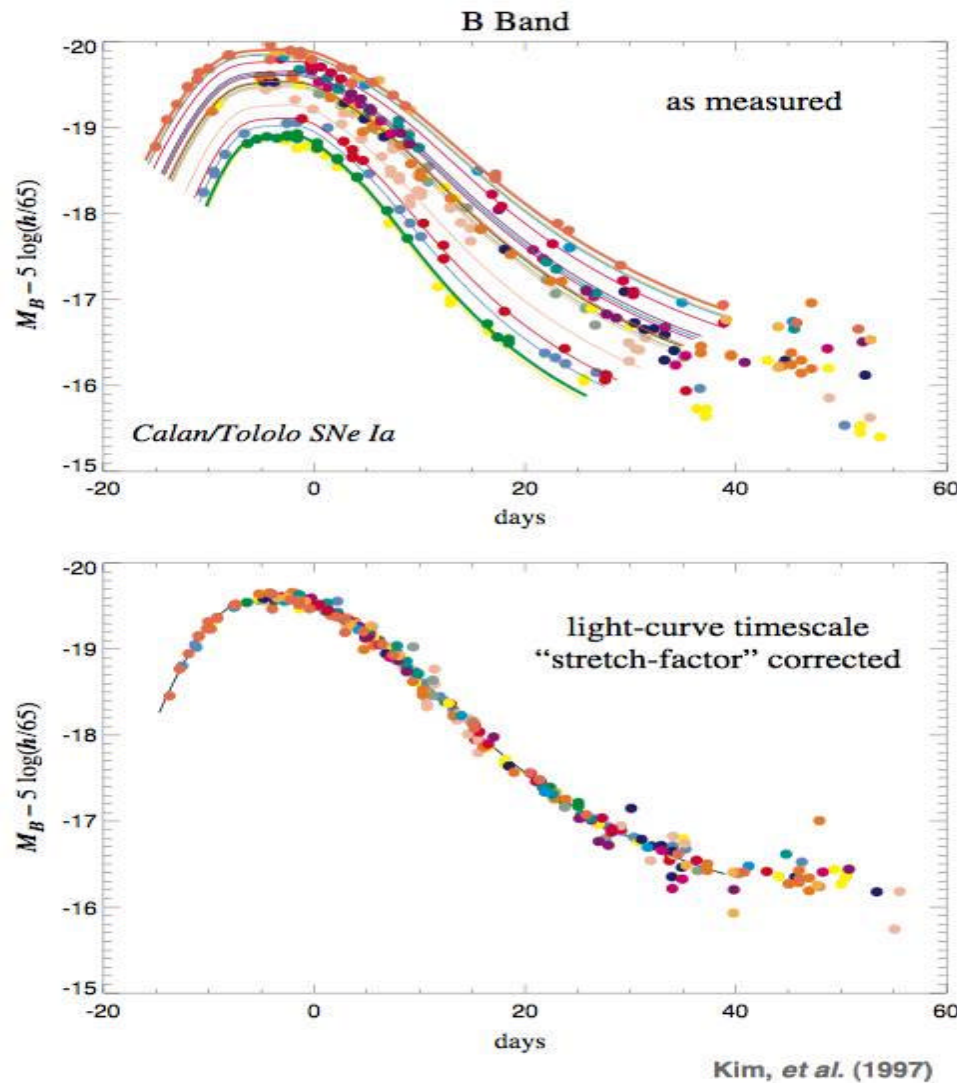 B Band
-20
-19
-18
-17
-16
-15
M_B – 5 log(h/65)
as measured
Calan/Tololo SNe Ia
-20 0 20 40 60
days
-20
-19
-18
-17
-16
-15
M_B – 5 log(h/65)
light-curve timescale
“stretch-factor” corrected
-20 0 20 40 60
days
Kim, et al. (1997)